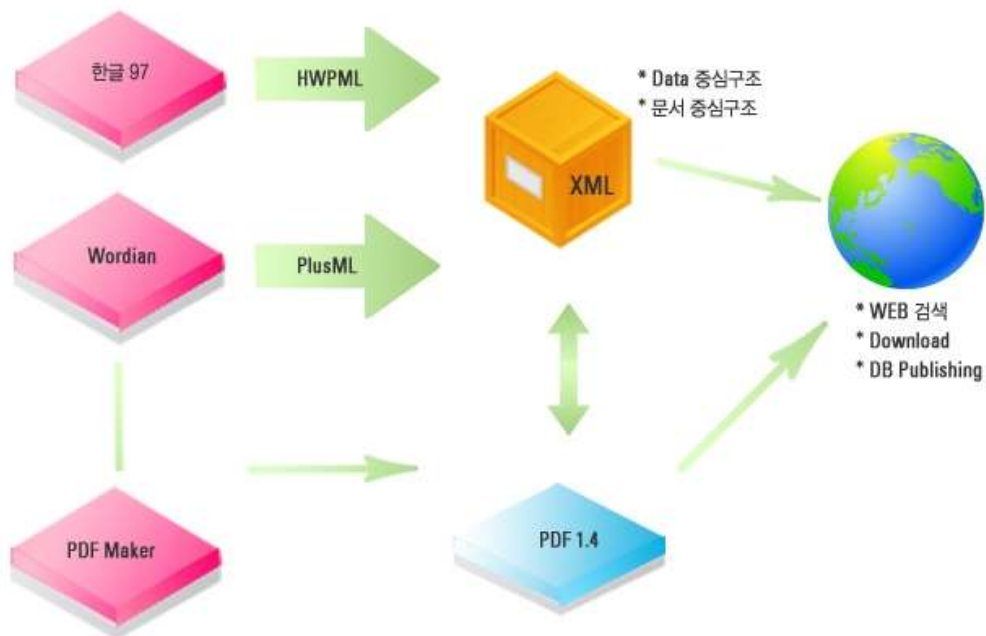 한글 97
HWPML
XML
* Data 중심구조
* 문서 중심구조
Wordian
PlusML
* WEB 검색
* Download
* DB Publishing
PDF Maker
PDF 1.4